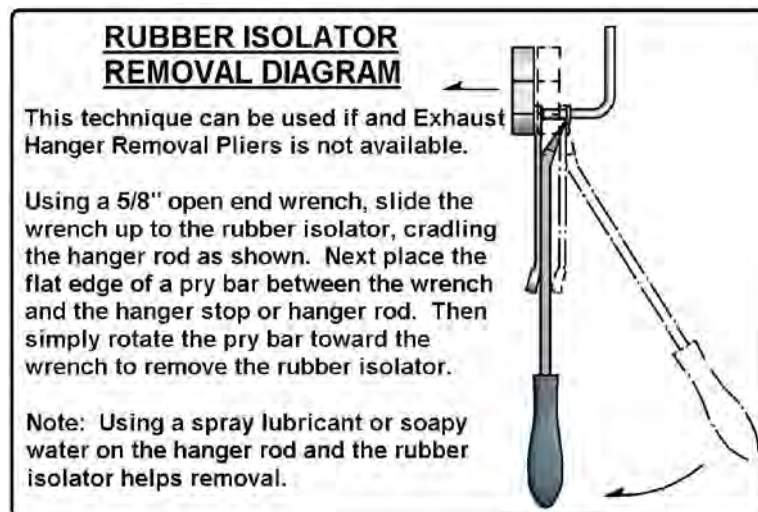 RUBBER ISOLATOR
REMOVAL DIAGRAM
This technique can be used if and Exhaust
Hanger Removal Pliers is not available.
Using a 5/8" open end wrench, slide the
wrench up to the rubber isolator, cradling
the hanger rod as shown.  Next place the
flat edge of a pry bar between the wrench
and the hanger stop or hanger rod.  Then
simply rotate the pry bar toward the
wrench to remove the rubber isolator.
Note:  Using a spray lubricant or soapy
water on the hanger rod and the rubber
isolator helps removal.